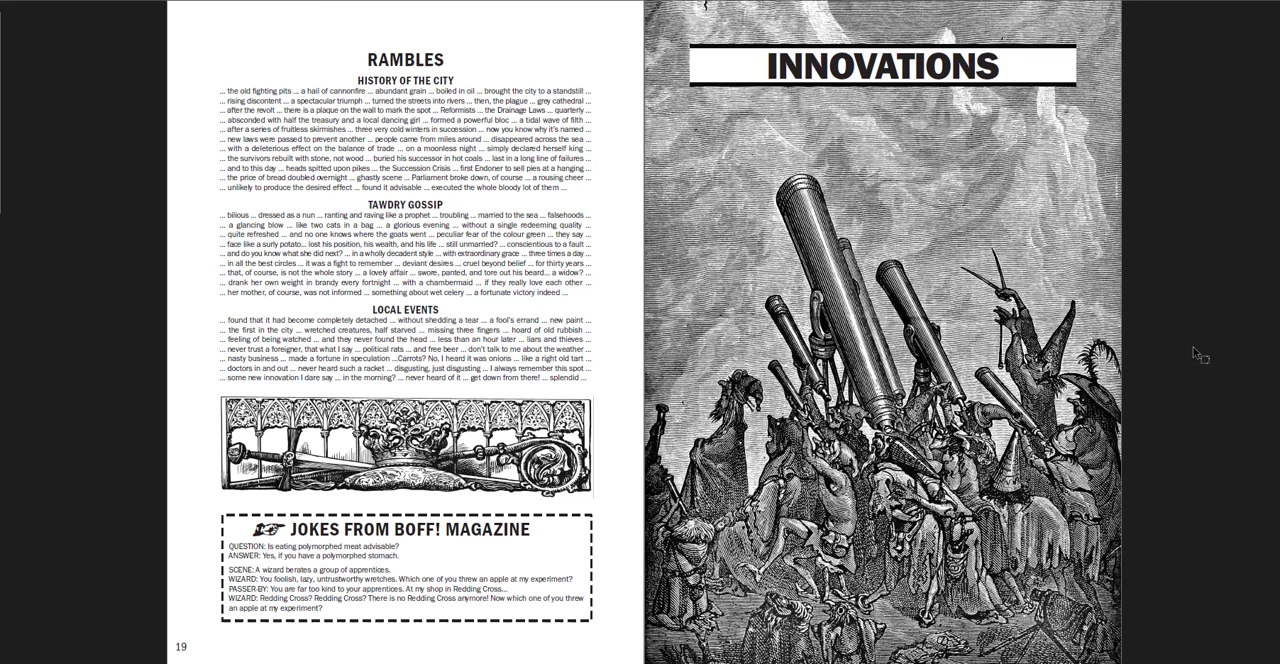 RAMBLES
HISTORY OF THE CITY
... the old fighting pits ... a hail of cannonfire ... abundant grain ... boiled in oil ... brought the city to a standstill ...
... rising discontent ... a spectacular triumph ... turned the streets into rivers ... then, the plague ... grey cathedral ...
... after the revolt ... there is a plaque on the wall to mark the spot ... Reformists ... the Drainage Laws ... quarterly ...
... absconded with half the treasury and a local dancing girl ... formed a powerful bloc ... a tidal wave of filth ...
... after a series of fruitless skirmishes ... three very cold winters in succession ... now you know why it's named ...
... new laws were passed to prevent another ... people came from miles around ... disappeared across the sea ...
... with a deleterious effect on the balance of trade ... on a moonless night ... simply declared herself king ...
... the survivors rebuilt with stone, not wood ... buried his successor in hot coals ... last in a long line of failures ...
... and to this day ... heads spitted upon pikes ... the Succession Crisis ... first Endoner to sell pies at a hanging ...
... the price of bread doubled overnight ... ghastly scene ... Parliament broke down, of course ... a rousing cheer ...
... unlikely to produce the desired effect ... found it advisable ... executed the whole bloody lot of them ...
TAWDRY GOSSIP
... bilious ... dressed as a nun ... ranting and raving like a prophet ... troubling ... married to the sea ... falsehoods ...
... a glancing blow ... like two cats in a bag ... a glorious evening ... without a single redeeming quality ...
... quite refreshed ... and no one knows where the goats went ... peculiar fear of the colour green ... they say ...
... face like a surly potato... lost his position, his wealth, and his life ... still unmarried? ... conscientious to a fault ...
... and do you know what she did next? ... in a wholly decadent style ... with extraordinary grace ... three times a day ...
... in all the best circles ... it was a fight to remember ... deviant desires ... cruel beyond belief ... for thirty years ...
... that, of course, is not the whole story ... a lovely affair ... swore, panted, and tore out his beard... a widow? ...
... drank her own weight in brandy every fortnight ... with a chambermaid ... if they really love each other ...
... her mother, of course, was not informed ... something about wet celery ... a fortunate victory indeed ...
LOCAL EVENTS
... found that it had become completely detached ... without shedding a tear ... a fool's errand ... new paint ...
... the first in the city ... wretched creatures, half starved ... missing three fingers ... hoard of old rubbish ...
... feeling of being watched ... and they never found the head ... less than an hour later ... liars and thieves ...
... never trust a foreigner, that what I say ... political rats ... and free beer ... don't talk to me about the weather ...
... nasty business ... made a fortune in speculation ...Carrots? No, I heard it was onions ... like a right old tart ...
... doctors in and out ... never heard such a racket ... disgusting, just disgusting ... I always remember this spot ...
... some new innovation I dare say ... in the morning? ... never heard of it ... get down from there! ... splendid ...
JOKES FROM BOFF! MAGAZINE
QUESTION: Is eating polymorphed meat advisable?
ANSWER: Yes, if you have a polymorphed stomach.
SCENE: A wizard berates a group of apprentices.
WIZARD: You foolish, lazy, untrustworthy wretches. Which one of you threw an apple at my experiment?
PASSER-BY: You are far too kind to your apprentices. At my shop in Redding Cross...
WIZARD: Redding Cross? Redding Cross? There is no Redding Cross anymore! Now which one of you threw
an apple at my experiment?
19
INNOVATIONS